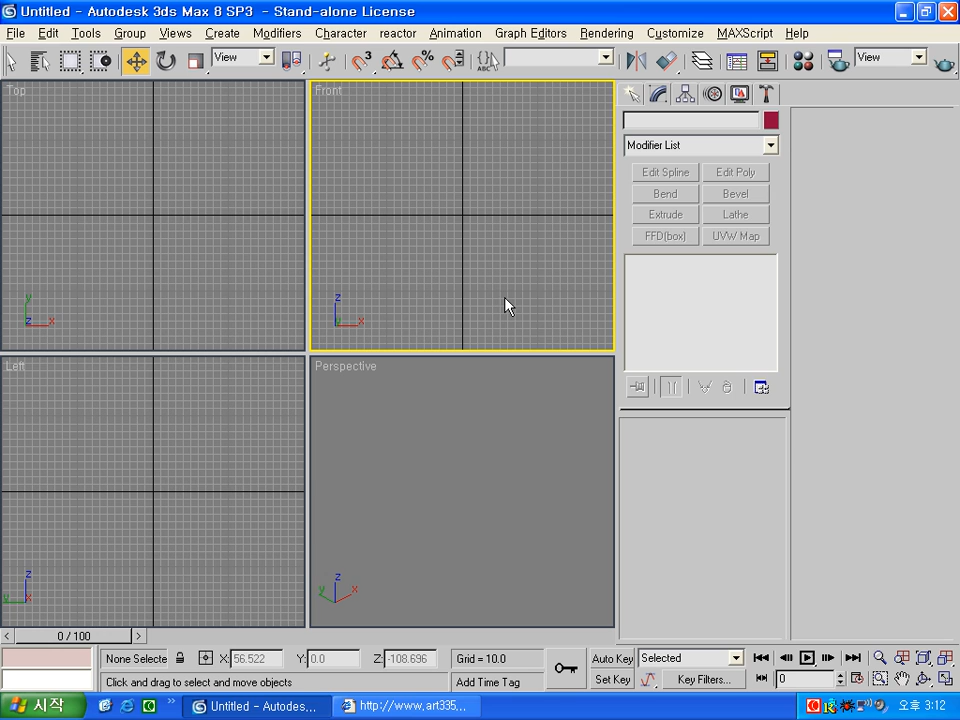 Untitled - Autodesk 3ds Max 8 SP3 - Stand-alone License
File Edit Tools Group Views Create Modifiers Character reactor Animation Graph Editors Rendering Customize MAXScript Help
View View
Top Front
Modifier List
Edit Spline Edit Poly
Bend Bevel
Extrude Lathe
FFD(box) UVW Map
y z x z y x
Left Perspective
z y x z y x
0 / 100
None Selecte X: 56.522 Y: 0.0 Z: -108.696 Grid = 10.0 Auto Key Selected
Click and drag to select and move objects Add Time Tag Set Key Key Filters... 0
시작 Untitled - Autodes... http://www.art335... 오후 3:12